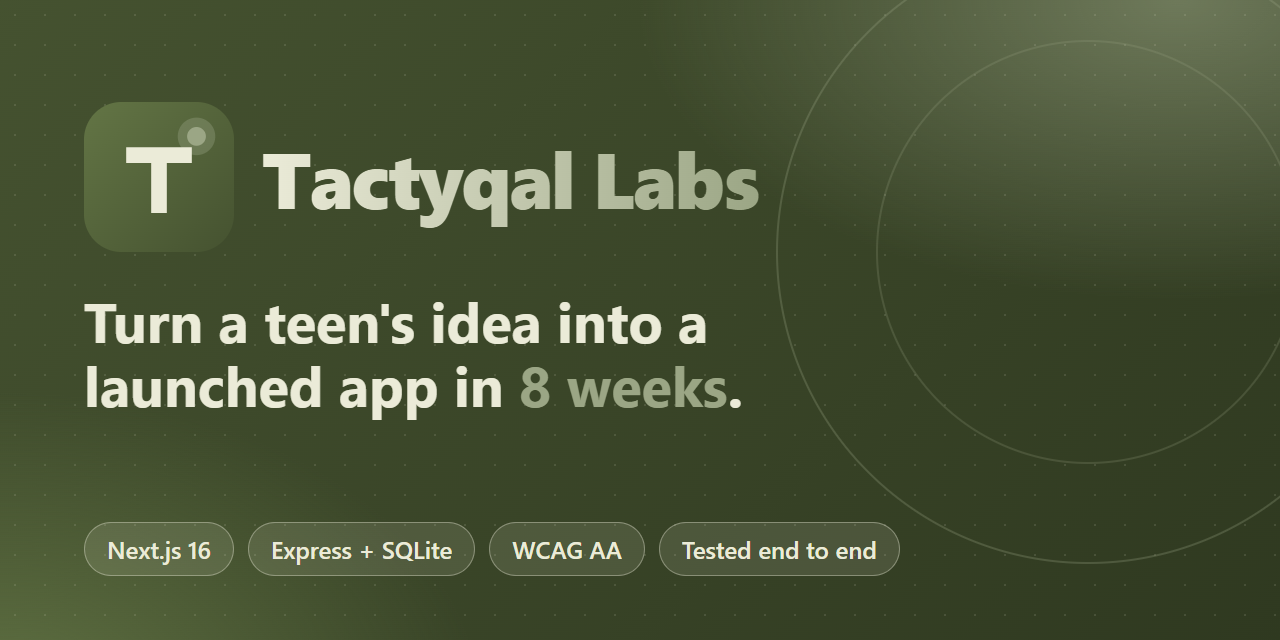 T
Tactyqal Labs
Turn a teen's idea into a
launched app in 8 weeks.
Next.js 16
Express + SQLite
WCAG AA
Tested end to end